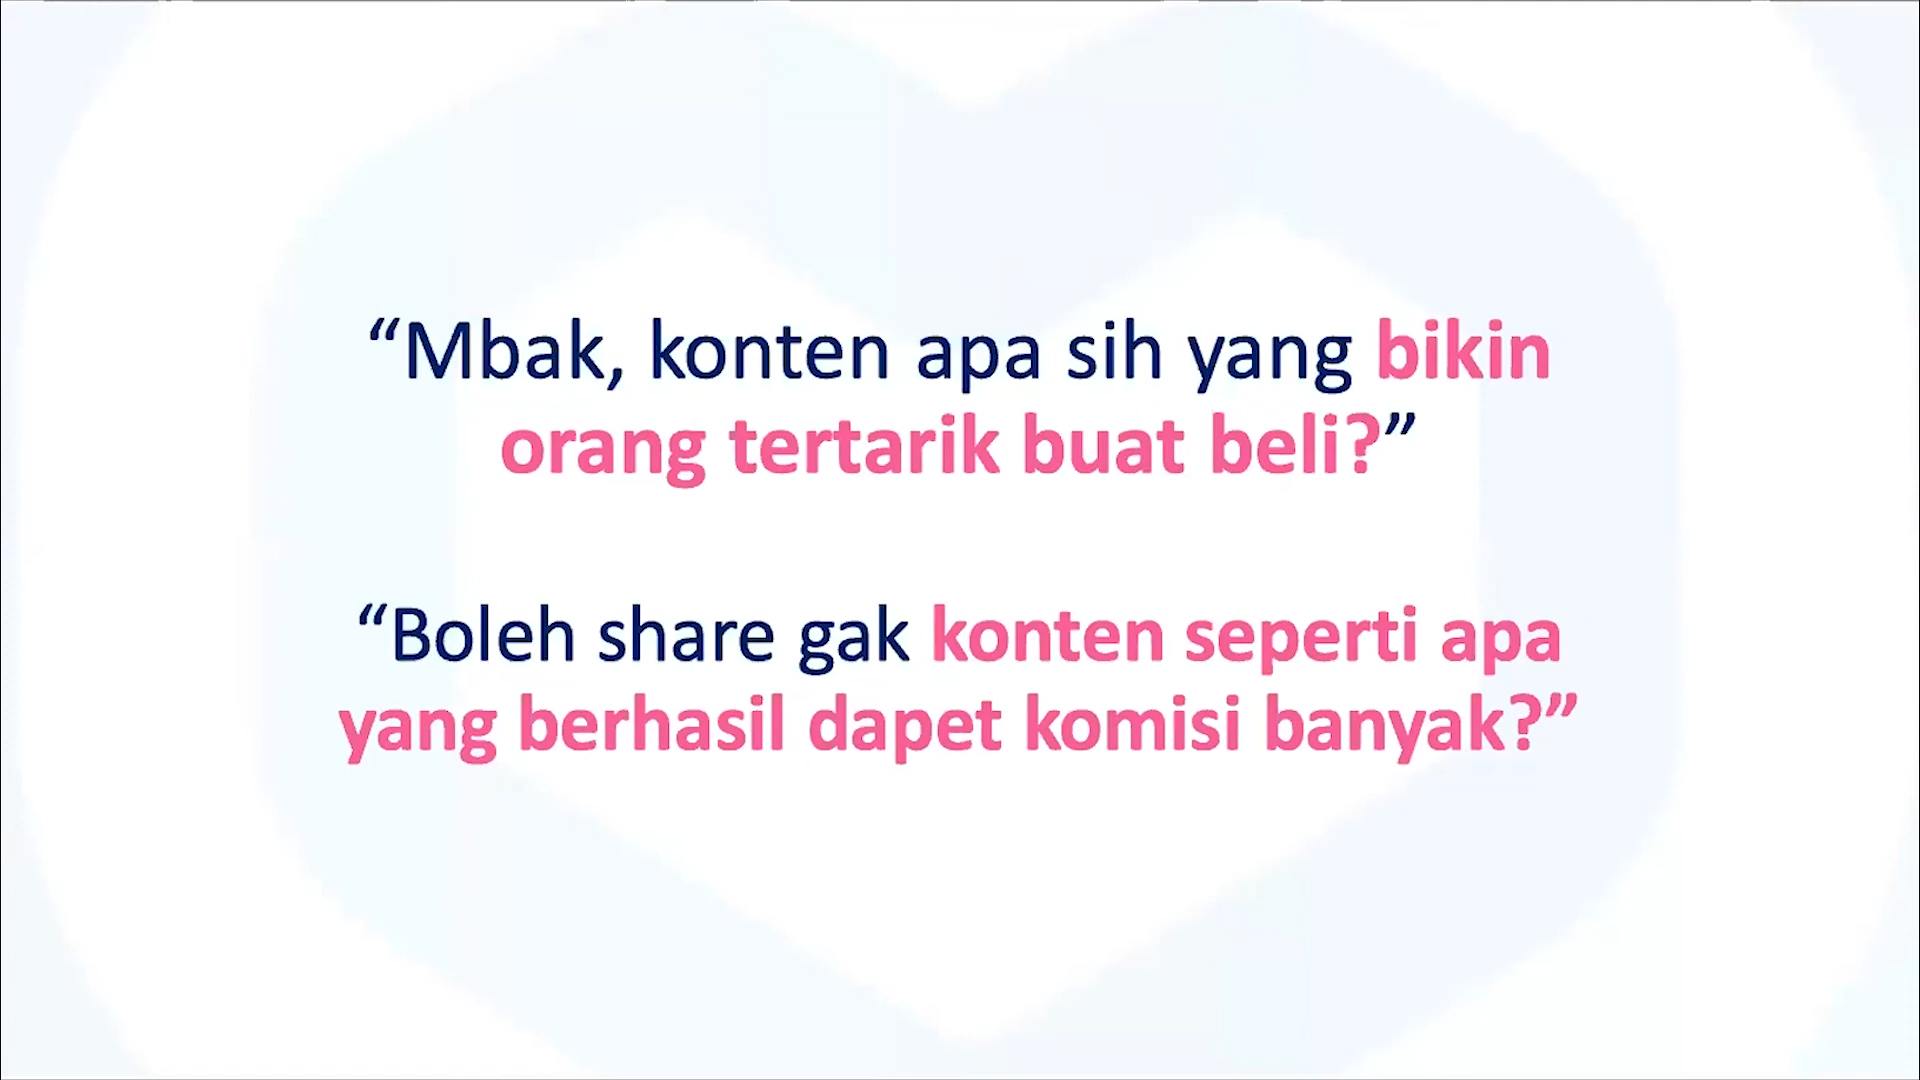 “Mbak, konten apa sih yang bikin
orang tertarik buat beli?”
“Boleh share gak konten seperti apa
yang berhasil dapet komisi banyak?”